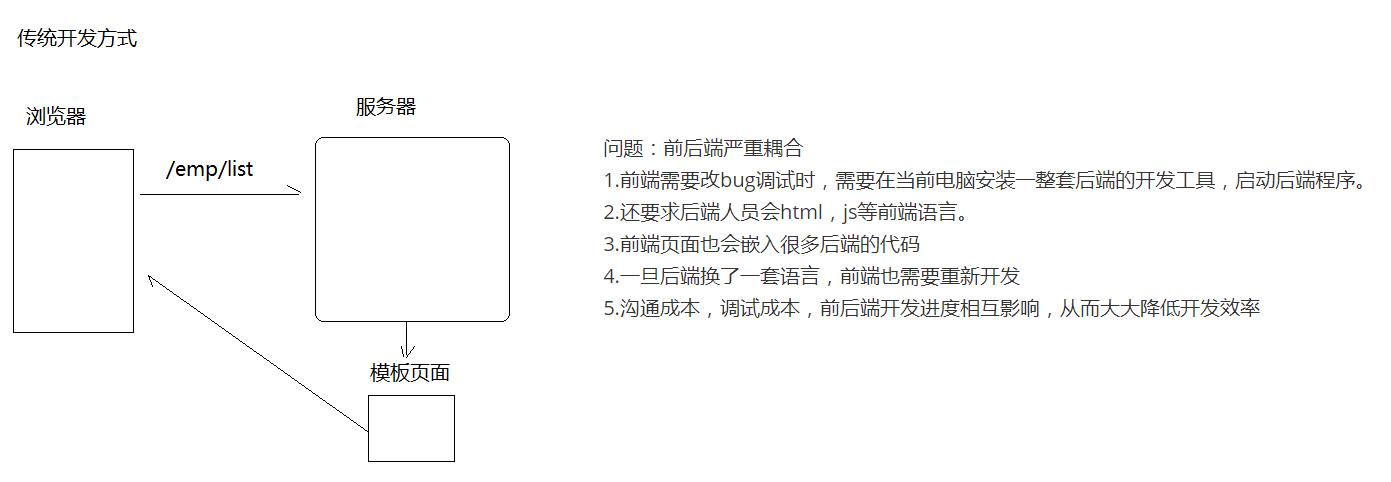 传统开发方式
浏览器
服务器
/emp/list
模板页面
问题：前后端严重耦合
1.前端需要改bug调试时，需要在当前电脑安装一整套后端的开发工具，启动后端程序。
2.还要求后端人员会html，js等前端语言。
3.前端页面也会嵌入很多后端的代码
4.一旦后端换了一套语言，前端也需要重新开发
5.沟通成本，调试成本，前后端开发进度相互影响，从而大大降低开发效率